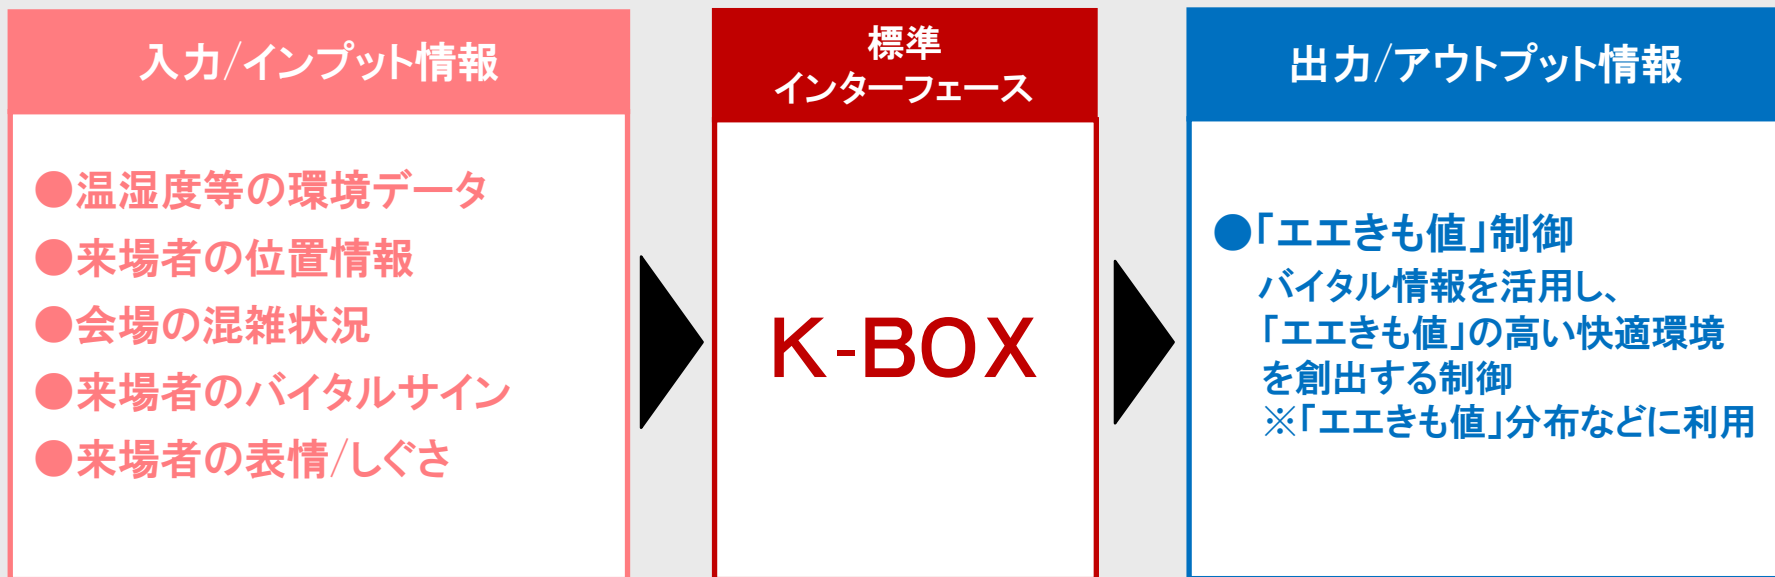 入力/インプット情報
●温湿度等の環境データ
●来場者の位置情報
●会場の混雑状況
●来場者のバイタルサイン
●来場者の表情/しぐさ
標準
インターフェース
K-BOX
出力/アウトプット情報
●「エエきも値」制御
バイタル情報を活用し、
「エエきも値」の高い快適環境
を創出する制御
※「エエきも値」分布などに利用